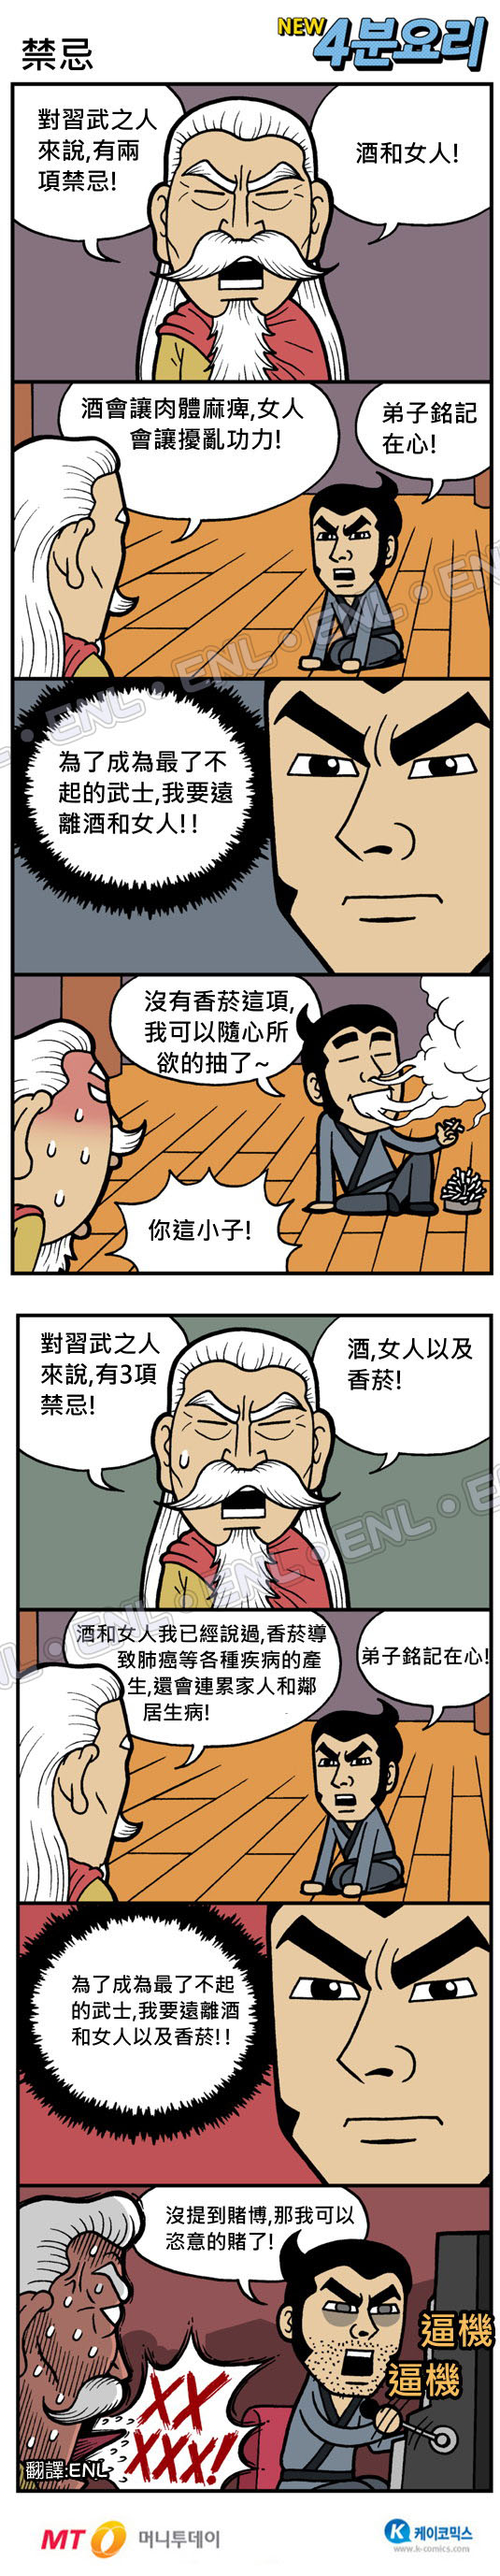 禁忌
NEW 4분요리
對習武之人
來說,有兩
項禁忌!
酒和女人!
酒會讓肉體麻痺,女人
會讓擾亂功力!
弟子銘記
在心!
ENL • ENL • ENL • ENL
為了成為最了不
起的武士,我要遠
離酒和女人!!
沒有香菸這項,
我可以隨心所
欲的抽了~
你這小子!
對習武之人
來說,有3項
禁忌!
酒,女人以及
香菸!
ENL • ENL • ENL • ENL
酒和女人我已經說過,香菸導
致肺癌等各種疾病的產
生,還會連累家人和鄰
居生病!
弟子銘記在心!
為了成為最了不起
的武士,我要遠離酒
和女人以及香菸!!
沒提到賭博,那我可以
恣意的賭了!
逼機
逼機
XX
XXX!
翻譯:ENL
MT 머니투데이
K 케이코믹스
www.k-comics.com